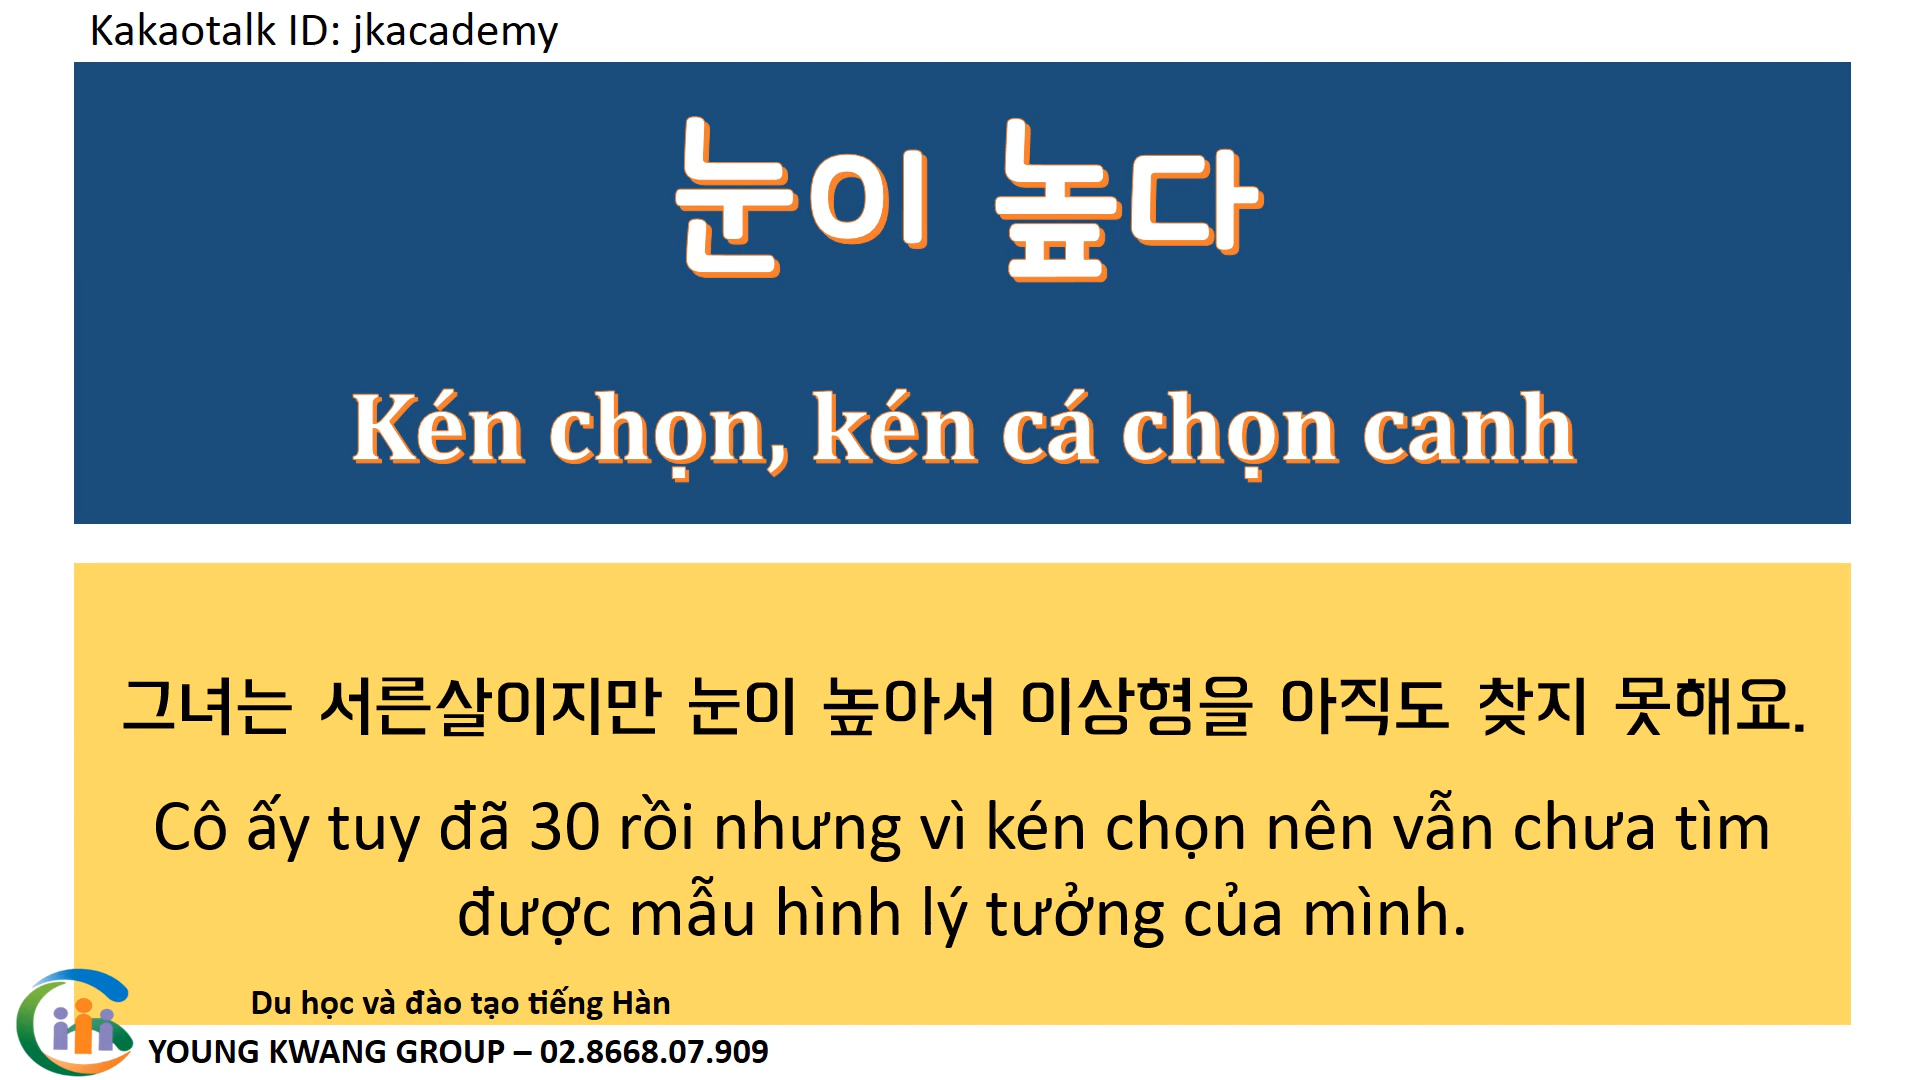 Kakaotalk ID: jkacademy
눈이 높다
Kén chọn, kén cá chọn canh
그녀는 서른살이지만 눈이 높아서 이상형을 아직도 찾지 못해요.
Cô ấy tuy đã 30 rồi nhưng vì kén chọn nên vẫn chưa tìm
được mẫu hình lý tưởng của mình.
Du học và đào tạo tiếng Hàn
YOUNG KWANG GROUP – 02.8668.07.909